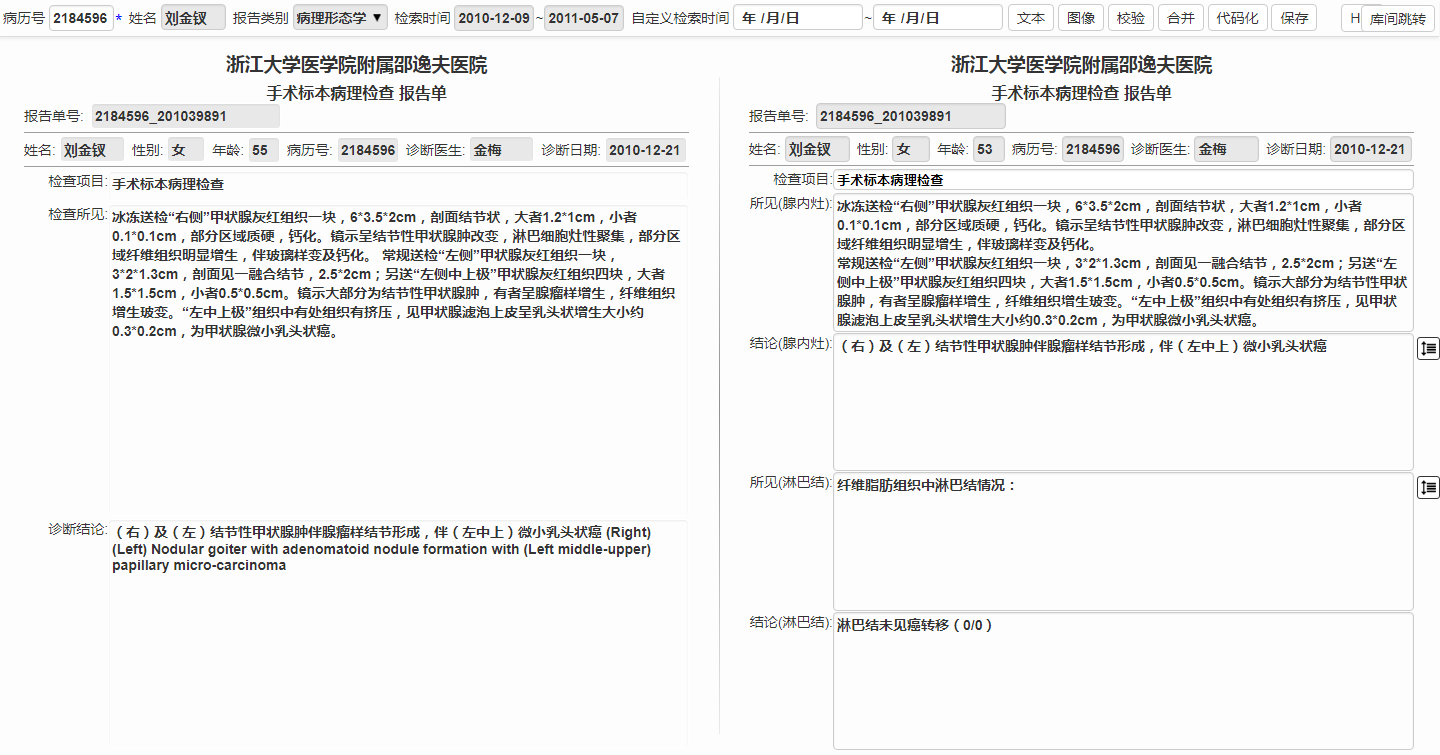 病历号 2184596 * 姓名 刘金钗 报告类别 病理形态学 ▼ 检索时间 2010-12-09 ~ 2011-05-07 自定义检索时间 年 /月/日 ~ 年 /月/日 文本 图像 校验 合并 代码化 保存 H 库间跳转
浙江大学医学院附属邵逸夫医院
手术标本病理检查 报告单
报告单号: 2184596_201039891
姓名: 刘金钗 性别: 女 年龄: 55 病历号: 2184596 诊断医生: 金梅 诊断日期: 2010-12-21
检查项目: 手术标本病理检查
检查所见: 冰冻送检“右侧”甲状腺灰红组织一块，6*3.5*2cm，剖面结节状，大者1.2*1cm，小者
0.1*0.1cm，部分区域质硬，钙化。镜示呈结节性甲状腺肿改变，淋巴细胞灶性聚集，部分区
域纤维组织明显增生，伴玻璃样变及钙化。 常规送检“左侧”甲状腺灰红组织一块，
3*2*1.3cm，剖面见一融合结节，2.5*2cm；另送“左侧中上极”甲状腺灰红组织四块，大者
1.5*1.5cm，小者0.5*0.5cm。镜示大部分为结节性甲状腺肿，有者呈腺瘤样增生，纤维组织
增生玻变。“左中上极”组织中有处组织有挤压，见甲状腺滤泡上皮呈乳头状增生大小约
0.3*0.2cm，为甲状腺微小乳头状癌。
诊断结论: （右）及（左）结节性甲状腺肿伴腺瘤样结节形成，伴（左中上）微小乳头状癌 (Right)
(Left) Nodular goiter with adenomatoid nodule formation with (Left middle-upper)
papillary micro-carcinoma
浙江大学医学院附属邵逸夫医院
手术标本病理检查 报告单
报告单号: 2184596_201039891
姓名: 刘金钗 性别: 女 年龄: 53 病历号: 2184596 诊断医生: 金梅 诊断日期: 2010-12-21
检查项目: 手术标本病理检查
所见(腺内灶): 冰冻送检“右侧”甲状腺灰红组织一块，6*3.5*2cm，剖面结节状，大者1.2*1cm，小者
0.1*0.1cm，部分区域质硬，钙化。镜示呈结节性甲状腺肿改变，淋巴细胞灶性聚集，部分区
域纤维组织明显增生，伴玻璃样变及钙化。
常规送检“左侧”甲状腺灰红组织一块，3*2*1.3cm，剖面见一融合结节，2.5*2cm；另送“左
侧中上极”甲状腺灰红组织四块，大者1.5*1.5cm，小者0.5*0.5cm。镜示大部分为结节性甲状
腺肿，有者呈腺瘤样增生，纤维组织增生玻变。“左中上极”组织中有处组织有挤压，见甲状
腺滤泡上皮呈乳头状增生大小约0.3*0.2cm，为甲状腺微小乳头状癌。
结论(腺内灶): （右）及（左）结节性甲状腺肿伴腺瘤样结节形成，伴（左中上）微小乳头状癌
所见(淋巴结): 纤维脂肪组织中淋巴结情况：
结论(淋巴结): 淋巴结未见癌转移（0/0）